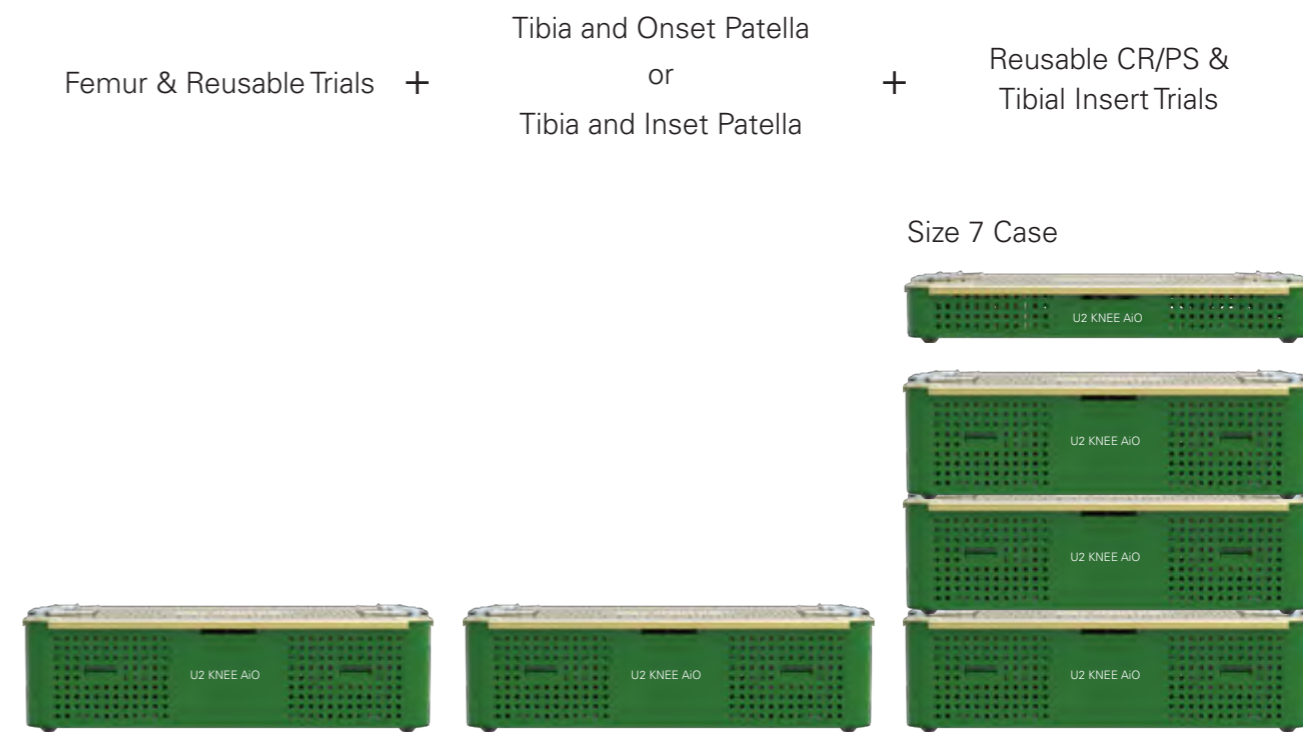 Femur & Reusable Trials
+
Tibia and Onset Patella
or
Tibia and Inset Patella
+
Reusable CR/PS &
Tibial Insert Trials
Size 7 Case
U2 KNEE AiO
U2 KNEE AiO
U2 KNEE AiO
U2 KNEE AiO
U2 KNEE AiO
U2 KNEE AiO